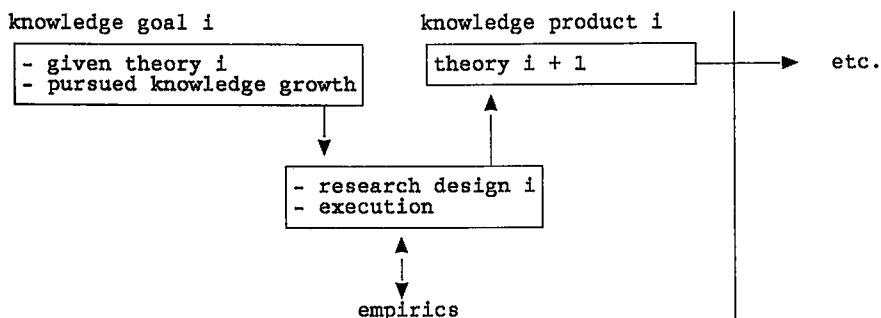 knowledge goal i
knowledge product i
- given theory i
- pursued knowledge growth
theory i + 1
etc.
- research design i
- execution
empirics